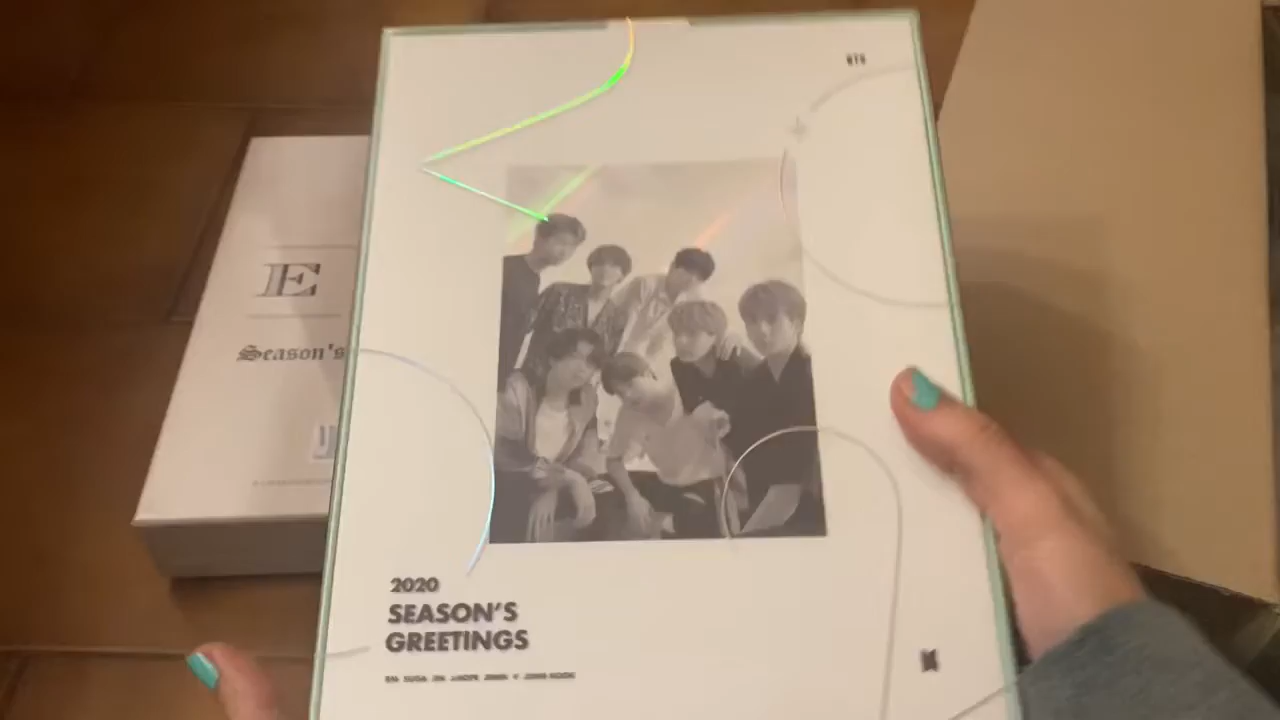 BTS
E
Season's
2020
SEASON'S
GREETINGS
RM SUGA JIN J-HOPE JIMIN V JUNG KOOK